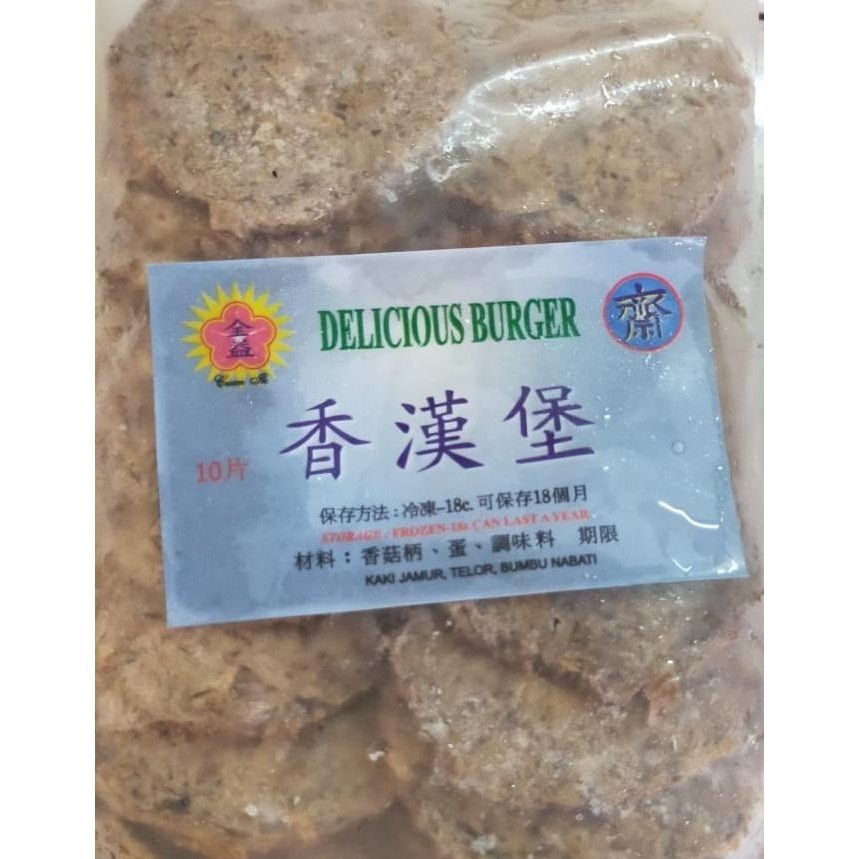 全益
DELICIOUS BURGER
齋
香漢堡
10片
保存方法：冷凍-18c. 可保存18個月
STORAGE : FROZEN-18c CAN LAST A YEAR
材料：香菇柄、蛋、調味料 期限
KAKI JAMUR, TELOR, BUMBU NABATI